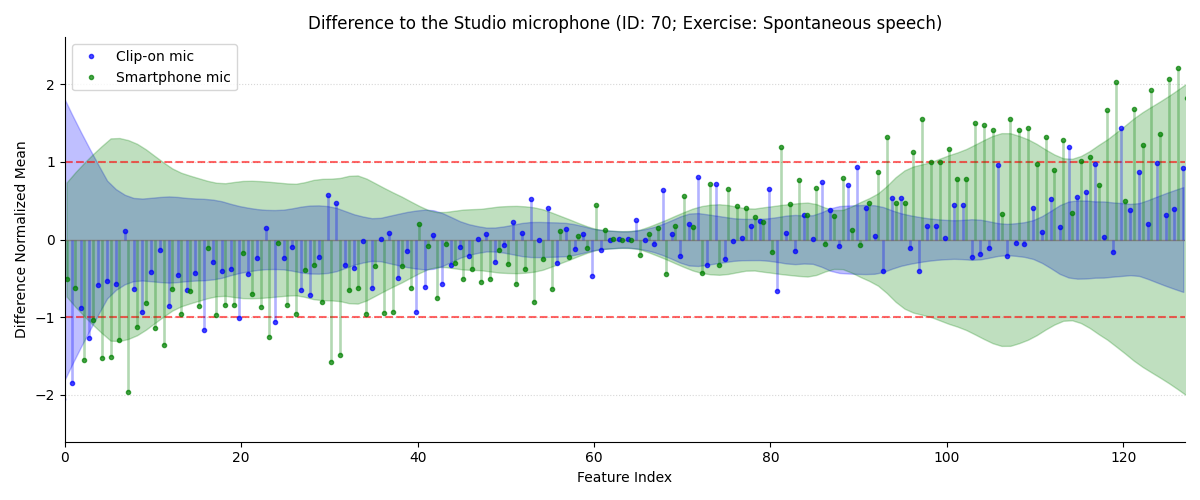 Difference to the Studio microphone (ID: 70; Exercise: Spontaneous speech)
Clip-on mic
Smartphone mic
Difference Normalized Mean
2
1
0
−1
−2
0 20 40 60 80 100 120
Feature Index